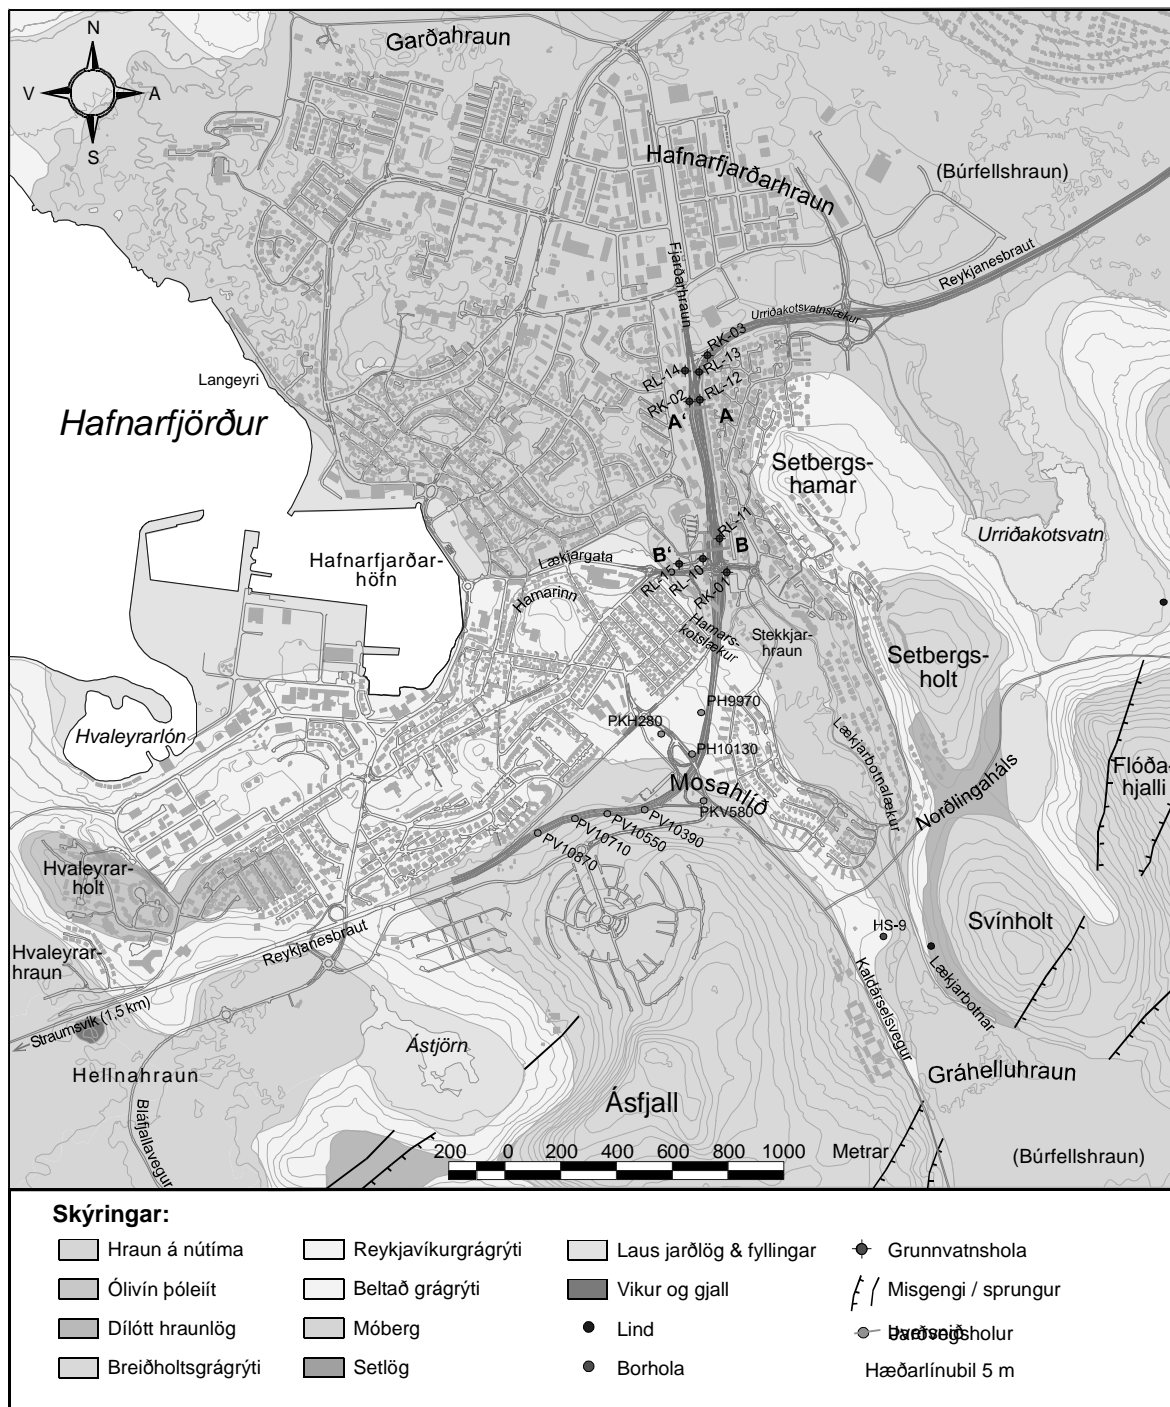 N
V
A
S
Garðahraun
Hafnarfjarðarhraun
(Búrfellshraun)
Fjarðarhraun
Reykjanesbraut
Urriðakotsvatnslækur
RK-03
RL-14
RL-13
RK-02
RL-12
A'
A
Langeyri
Hafnarfjörður
Setbergs-
hamar
Urriðakotsvatn
RL-11
Hafnarfjarðar-
höfn
Lækjargata
B'
B
RL-15
RL-10
RK-01
Hamarinn
Hamars-
kotslækur
Stekkjar-
hraun
Setbergs-
holt
Hvaleyrarlón
PH9970
PKH280
PH10130
Lækjarbotnalækur
Flóða-
hjalli
Mosahlíð
Norðlingaháls
PKV580
PV10390
PV10550
PV10710
PV10870
Hvaleyrar-
holt
Svínholt
HS-9
Hvaleyrar-
hraun
Reykjanesbraut
Kaldárselsvegur
Lækjarbotnar
Straumsvík (1,5 km)
Ástjörn
Hellnahraun
Gráhelluhraun
Ásfjall
Bláfjallavegur
200 0 200 400 600 800 1000
Metrar
(Búrfellshraun)
Skýringar:
Hraun á nútíma
Reykjavíkurgrágrýti
Laus jarðlög & fyllingar
Grunnvatnshola
Ólivín þóleiít
Beltað grágrýti
Vikur og gjall
Misgengi / sprungur
Dílótt hraunlög
Móberg
Lind
Breiðholtsgrágrýti
Setlög
Borhola
Hæðarlínubil 5 m